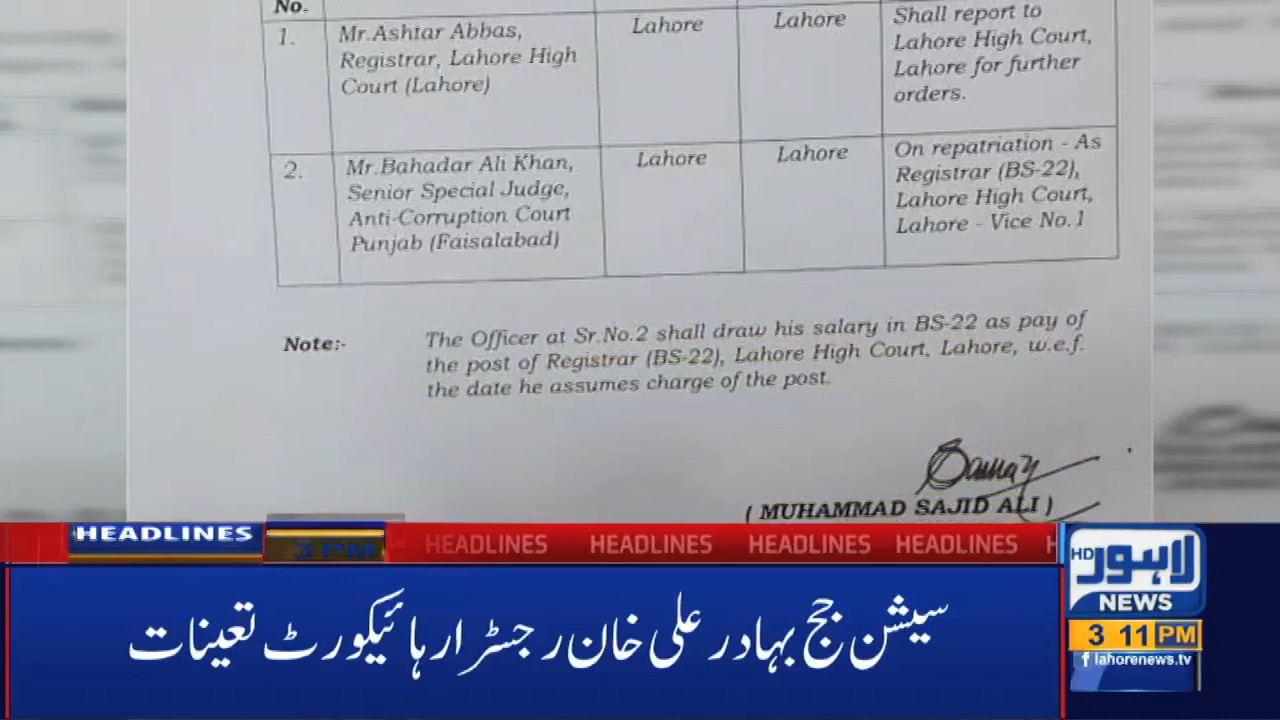 No.
1.
Mr.Ashtar Abbas,
Registrar, Lahore High
Court (Lahore)
Lahore
Lahore
Shall report to
Lahore High Court,
Lahore for further
orders.
2.
Mr.Bahadar Ali Khan,
Senior Special Judge,
Anti-Corruption Court
Punjab (Faisalabad)
Lahore
Lahore
On repatriation - As
Registrar (BS-22),
Lahore High Court,
Lahore - Vice No.1
Note:-
The Officer at Sr.No.2 shall draw his salary in BS-22 as pay of
the post of Registrar (BS-22), Lahore High Court, Lahore, w.e.f.
the date he assumes charge of the post.
( MUHAMMAD SAJID ALI )
HEADLINES
3 PM
HEADLINES HEADLINES HEADLINES HEADLINES
سیشن جج بہادر علی خان رجسٹرار ہائیکورٹ تعینات
HD
لاہور
NEWS
3 11 PM
f lahorenews.tv